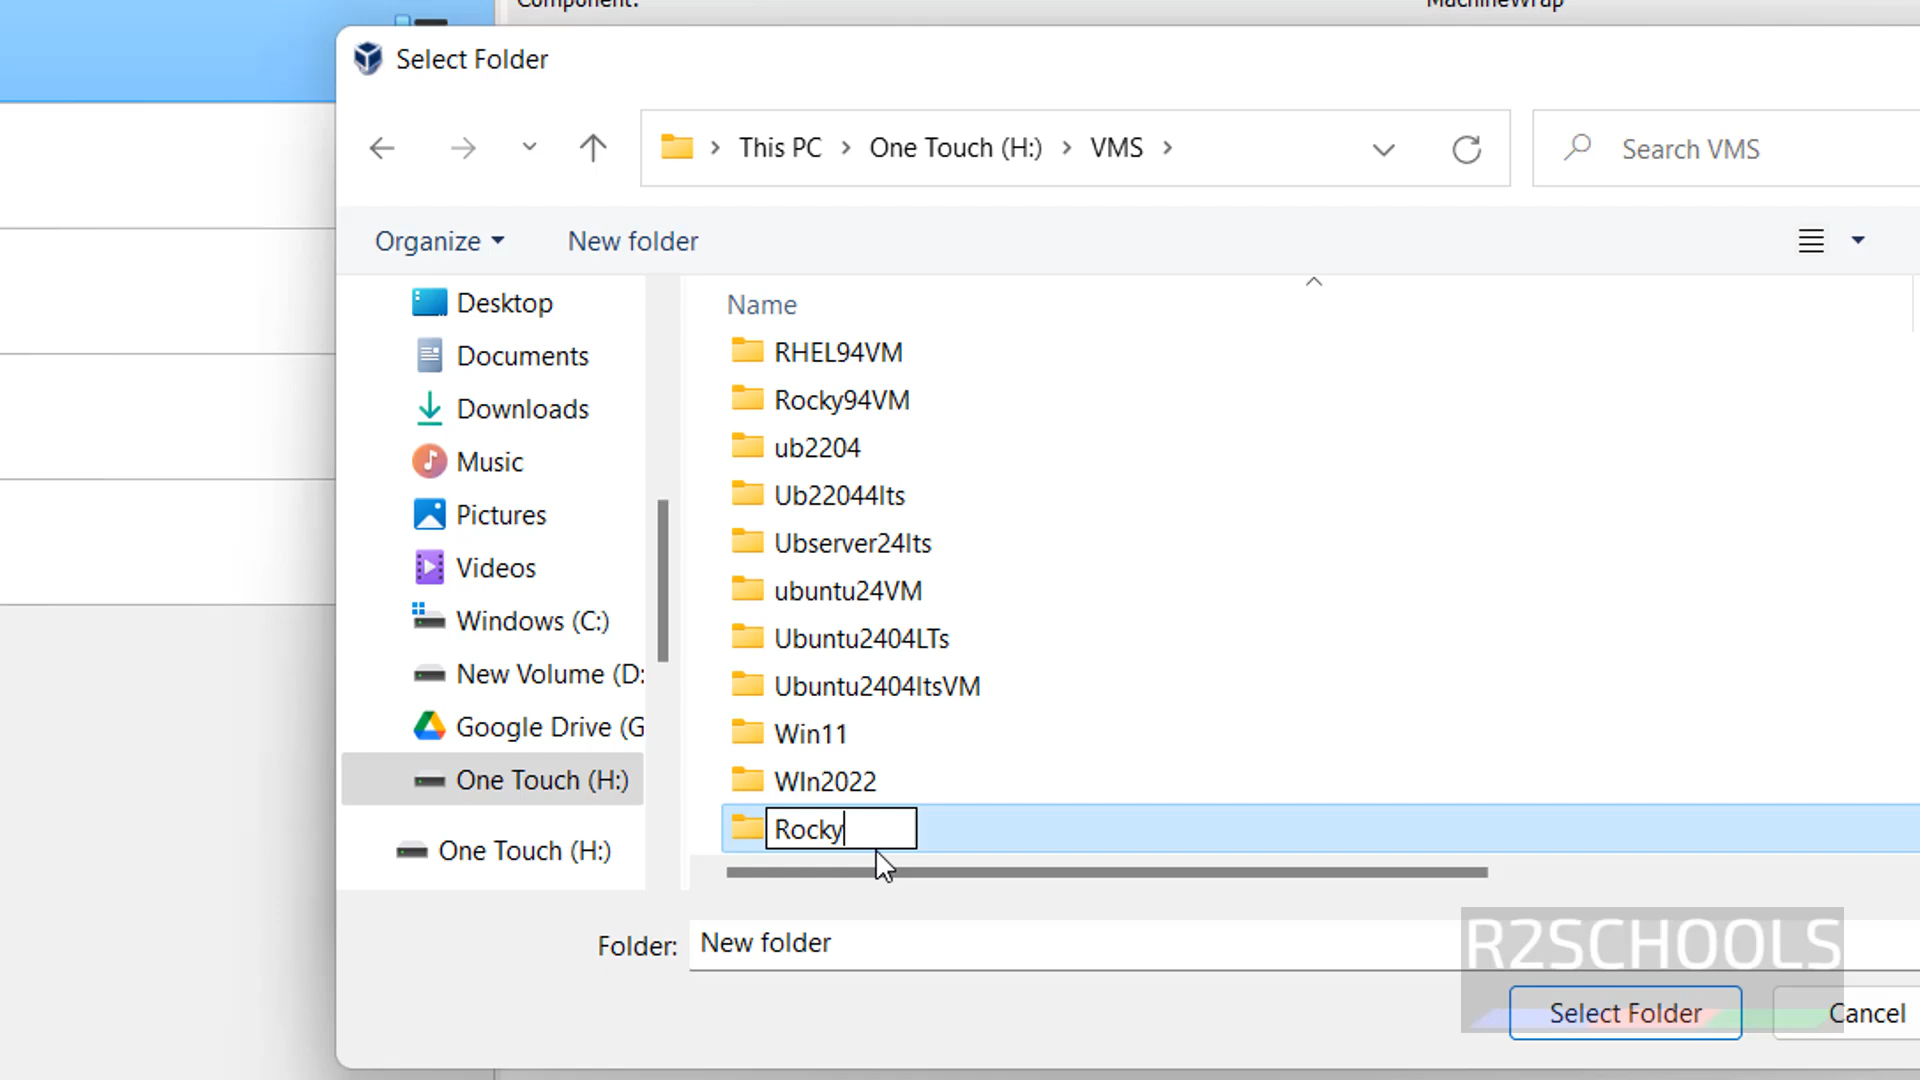 Component:
MachineWrap
Select Folder
This PC > One Touch (H:) > VMS >
Search VMS
Organize
New folder
Desktop
Documents
Downloads
Music
Pictures
Videos
Windows (C:)
New Volume (D:
Google Drive (G
One Touch (H:)
One Touch (H:)
Name
RHEL94VM
Rocky94VM
ub2204
Ub22044lts
Ubserver24lts
ubuntu24VM
Ubuntu2404LTs
Ubuntu2404ltsVM
Win11
WIn2022
Rocky
Folder: New folder
R2SCHOOLS
Select Folder
Cancel